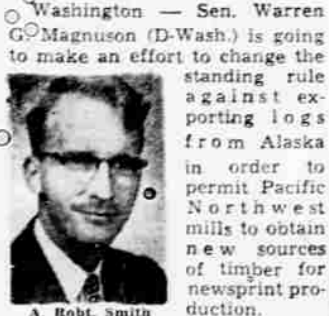 Washington — Sen. Warren
G. Magnuson (D-Wash.) is going
to make an effort to change the
standing rule
against ex-
porting logs
from Alaska
in order to
permit Pacific
Northwest
mills to obtain
new sources
of timber for
newsprint pro-
duction.
A. Robt. Smith